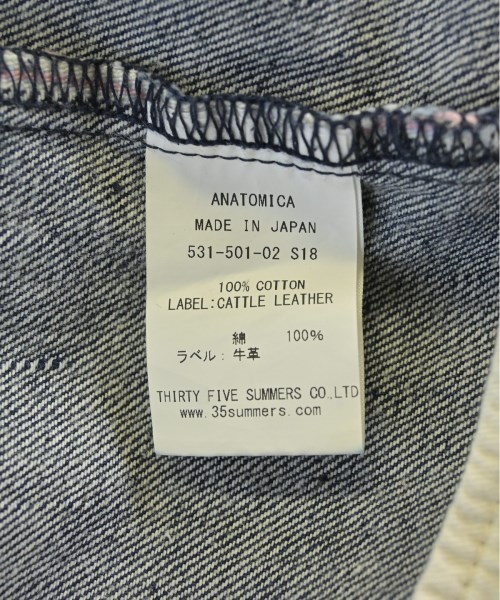 ANATOMICA
MADE IN JAPAN
531-501-02 S18
100% COTTON
LABEL:CATTLE LEATHER
綿 100%
ラベル：牛革
THIRTY FIVE SUMMERS CO.,LTD
www.35summers.com